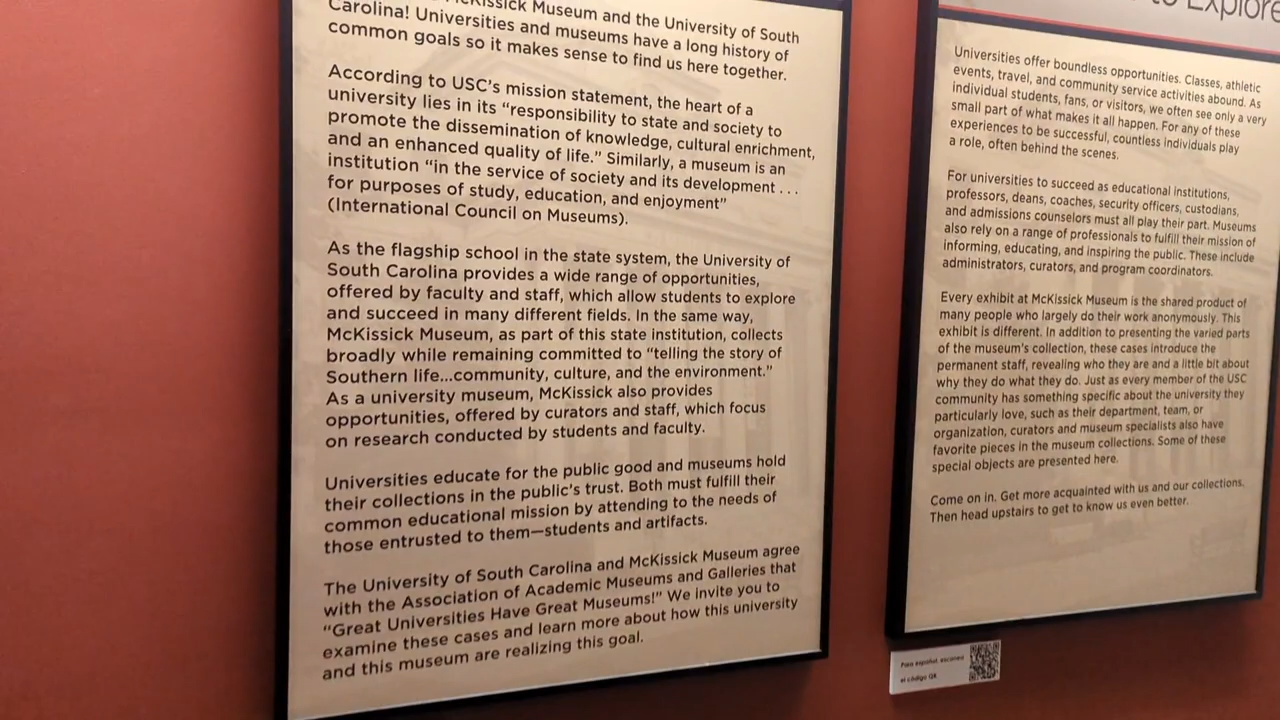 McKissick Museum and the University of South
Carolina! Universities and museums have a long history of
common goals so it makes sense to find us here together.
According to USC's mission statement, the heart of a
university lies in its "responsibility to state and society to
promote the dissemination of knowledge, cultural enrichment,
and an enhanced quality of life." Similarly, a museum is an
institution "in the service of society and its development . . .
for purposes of study, education, and enjoyment"
(International Council on Museums).
As the flagship school in the state system, the University of
South Carolina provides a wide range of opportunities,
offered by faculty and staff, which allow students to explore
and succeed in many different fields. In the same way,
McKissick Museum, as part of this state institution, collects
broadly while remaining committed to "telling the story of
Southern life...community, culture, and the environment."
As a university museum, McKissick also provides
opportunities, offered by curators and staff, which focus
on research conducted by students and faculty.
Universities educate for the public good and museums hold
their collections in the public's trust. Both must fulfill their
common educational mission by attending to the needs of
those entrusted to them—students and artifacts.
The University of South Carolina and McKissick Museum agree
with the Association of Academic Museums and Galleries that
"Great Universities Have Great Museums!" We invite you to
examine these cases and learn more about how this university
and this museum are realizing this goal.
to Explore
Universities offer boundless opportunities. Classes, athletic
events, travel, and community service activities abound. As
individual students, fans, or visitors, we often see only a very
small part of what makes it all happen. For any of these
experiences to be successful, countless individuals play
a role, often behind the scenes.
For universities to succeed as educational institutions,
professors, deans, coaches, security officers, custodians,
and admissions counselors must all play their part. Museums
also rely on a range of professionals to fulfill their mission of
informing, educating, and inspiring the public. These include
administrators, curators, and program coordinators.
Every exhibit at McKissick Museum is the shared product of
many people who largely do their work anonymously. This
exhibit is different. In addition to presenting the varied parts
of the museum's collection, these cases introduce the
permanent staff, revealing who they are and a little bit about
why they do what they do. Just as every member of the USC
community has something specific about the university they
particularly love, such as their department, team, or
organization, curators and museum specialists also have
favorite pieces in the museum collections. Some of these
special objects are presented here.
Come on in. Get more acquainted with us and our collections.
Then head upstairs to get to know us even better.
Para español, escanea
el código QR